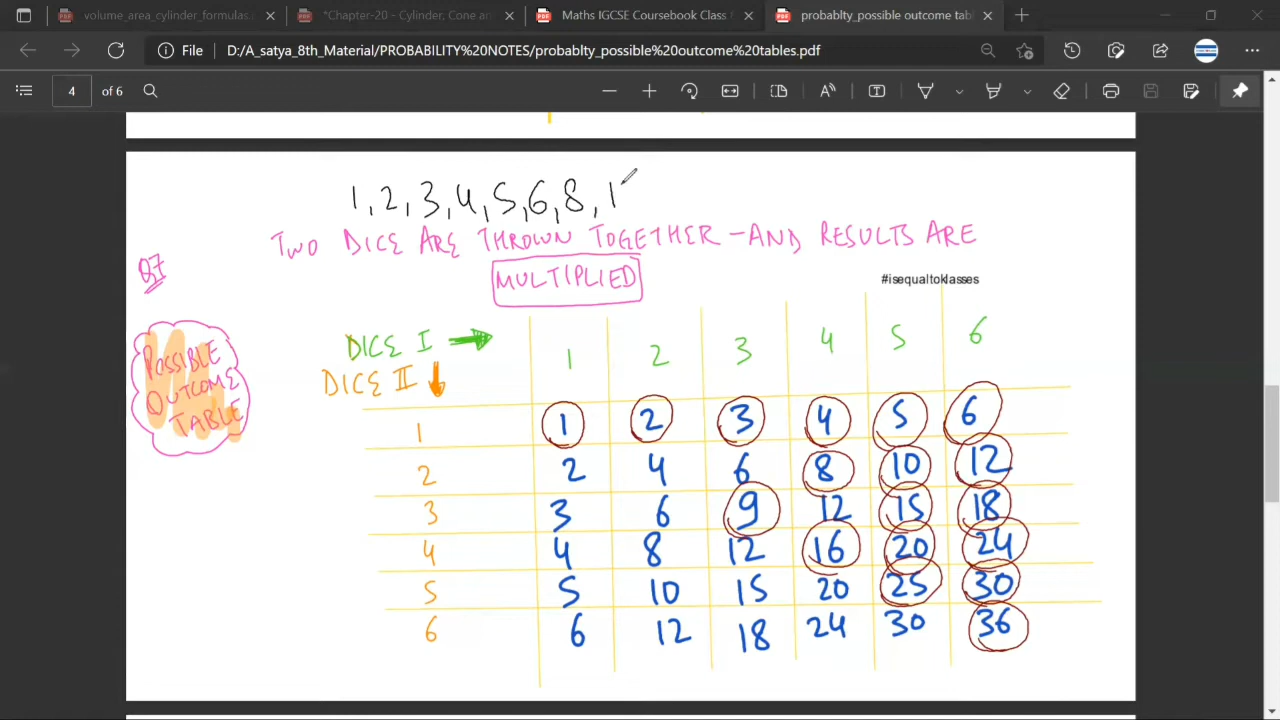 volume_area_cylinder_formulas.
*Chapter-20 - Cylinder, Cone an
Maths IGCSE Coursebook Class 8
probablty_possible outcome tab
File D:/A_satya_8th_Material/PROBABILITY%20NOTES/probablty_possible%20outcome%20tables.pdf
4 of 6
1, 2, 3, 4, 5, 6, 8, 1
TWO DICE ARE THROWN TOGETHER - AND RESULTS ARE
MULTIPLIED
Q7
#isequaltoklasses
POSSIBLE
OUTCOME
TABLE
DICE I → 1 2 3 4 5 6
DICE II ↓
1 1 2 3 4 5 6
2 2 4 6 8 10 12
3 3 6 9 12 15 18
4 4 8 12 16 20 24
5 5 10 15 20 25 30
6 6 12 18 24 30 36